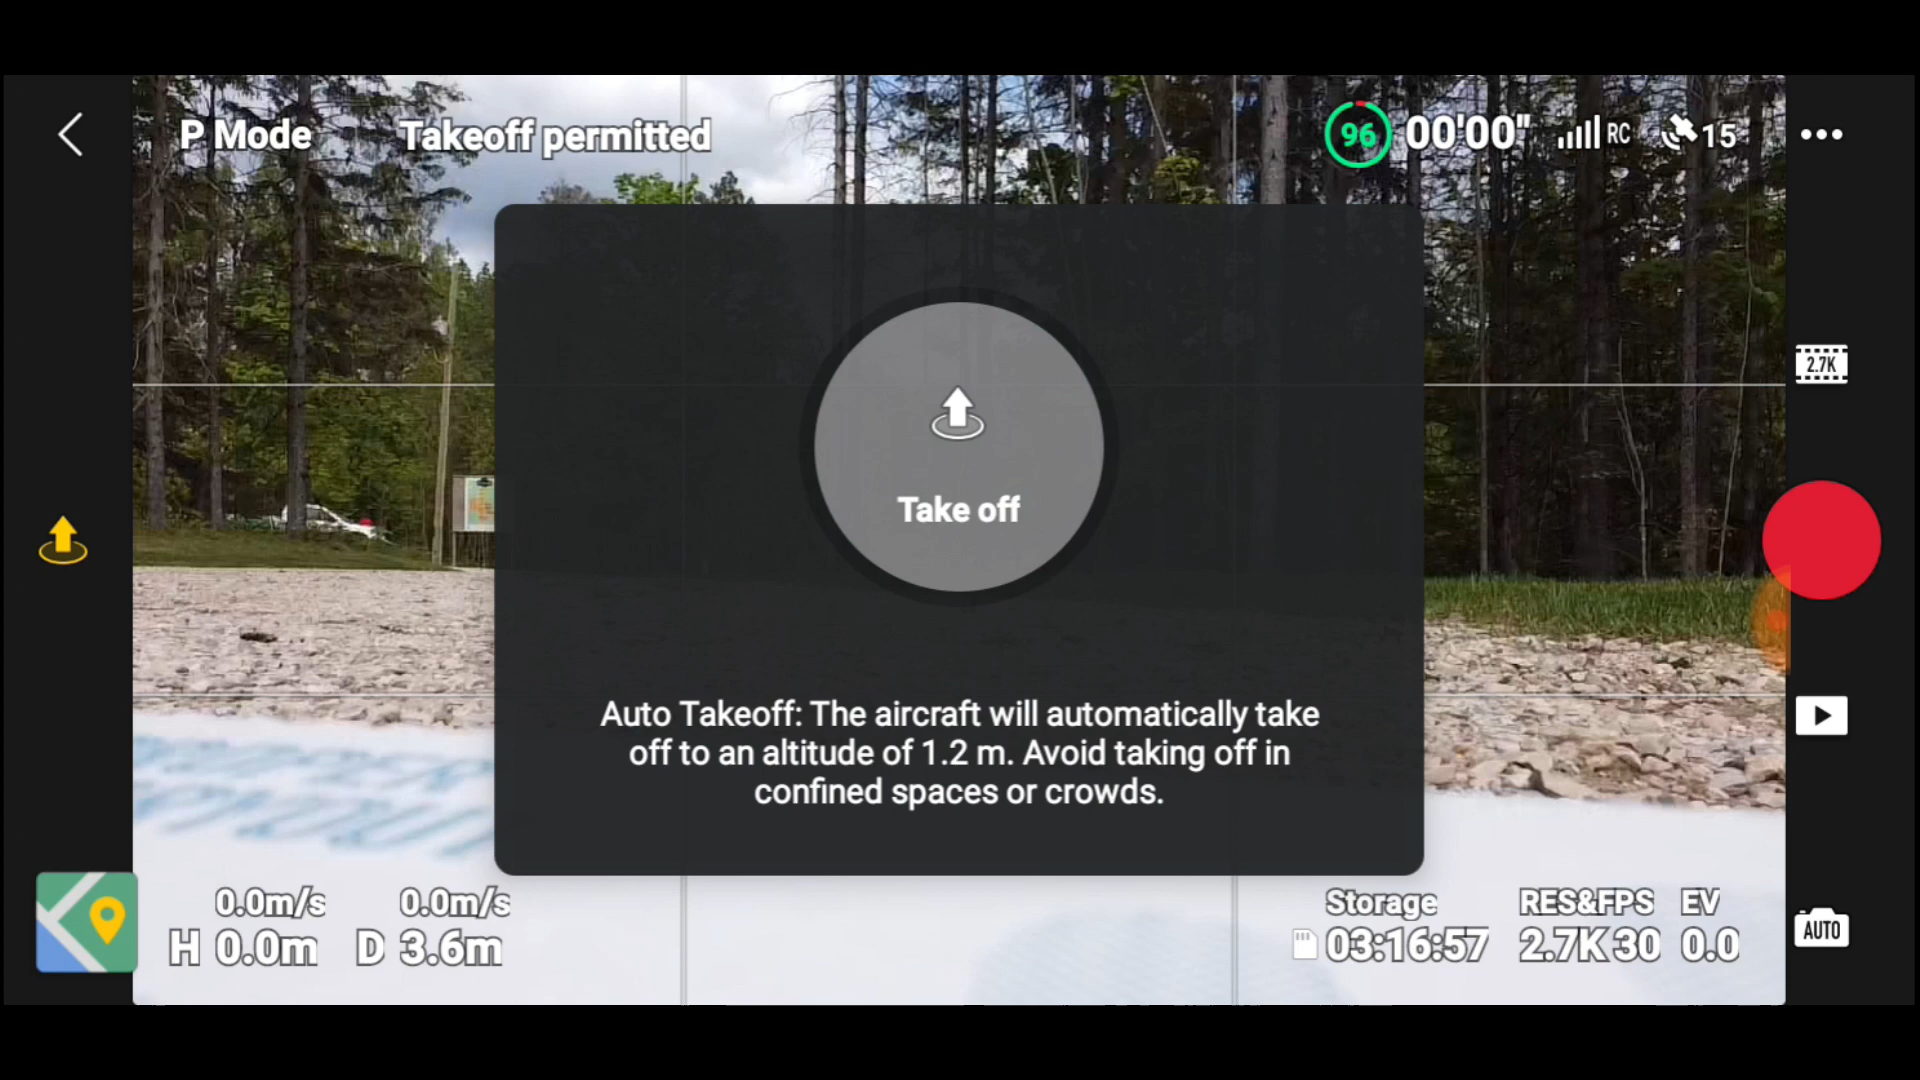 P Mode
Takeoff permitted
96
00'00"
RC
15
2.7K
Take off
Auto Takeoff: The aircraft will automatically take
off to an altitude of 1.2 m. Avoid taking off in
confined spaces or crowds.
0.0m/s
0.0m/s
H 0.0m
D 3.6m
Storage
RES&FPS
EV
03:16:57
2.7K 30
0.0
AUTO